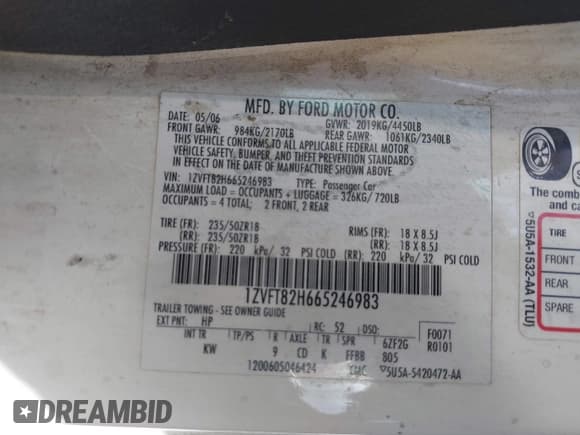 MFD. BY FORD MOTOR CO.
DATE: 05/06 GVWR: 2019KG/4450LB
FRONT GAWR: 984KG/2170LB REAR GAWR: 1061KG/2340LB
THIS VEHICLE CONFORMS TO ALL APPLICABLE FEDERAL MOTOR
VEHICLE SAFETY, BUMPER, AND THEFT PREVENTION STANDARDS
IN EFFECT ON THE DATE OF MANUFACTURE SHOWN ABOVE.
VIN: 1ZVFT82H665246983 TYPE: Passenger Car
MAXIMUM LOAD = OCCUPANTS + LUGGAGE = 326KG/720LB
OCCUPANTS = 4 TOTAL; 2 FRONT, 2 REAR
TIRE (FR): 235/50ZR18 RIMS (FR): 18 X 8.5J
(RR): 235/50ZR18 (RR): 18 X 8.5J
PRESSURE (FR): 220 kPa/ 32 PSI COLD (RR): 220 kPa/ 32 PSI COLD
1ZVFT82H665246983
TRAILER TOWING - SEE OWNER GUIDE
EXT PNT: HP RC: 52 DSO: F0071
INT TR TP/PS R AXLE TR SPR 6ZF2G R0101
KW 9 CD K FFBB 805
1200605046424 XMC ▽5U5A-5420472-AA
▽5U5A-1532-AA (TLU)
The comb
and ca
TIRE
FRONT
REAR
SPARE
DREAMBID